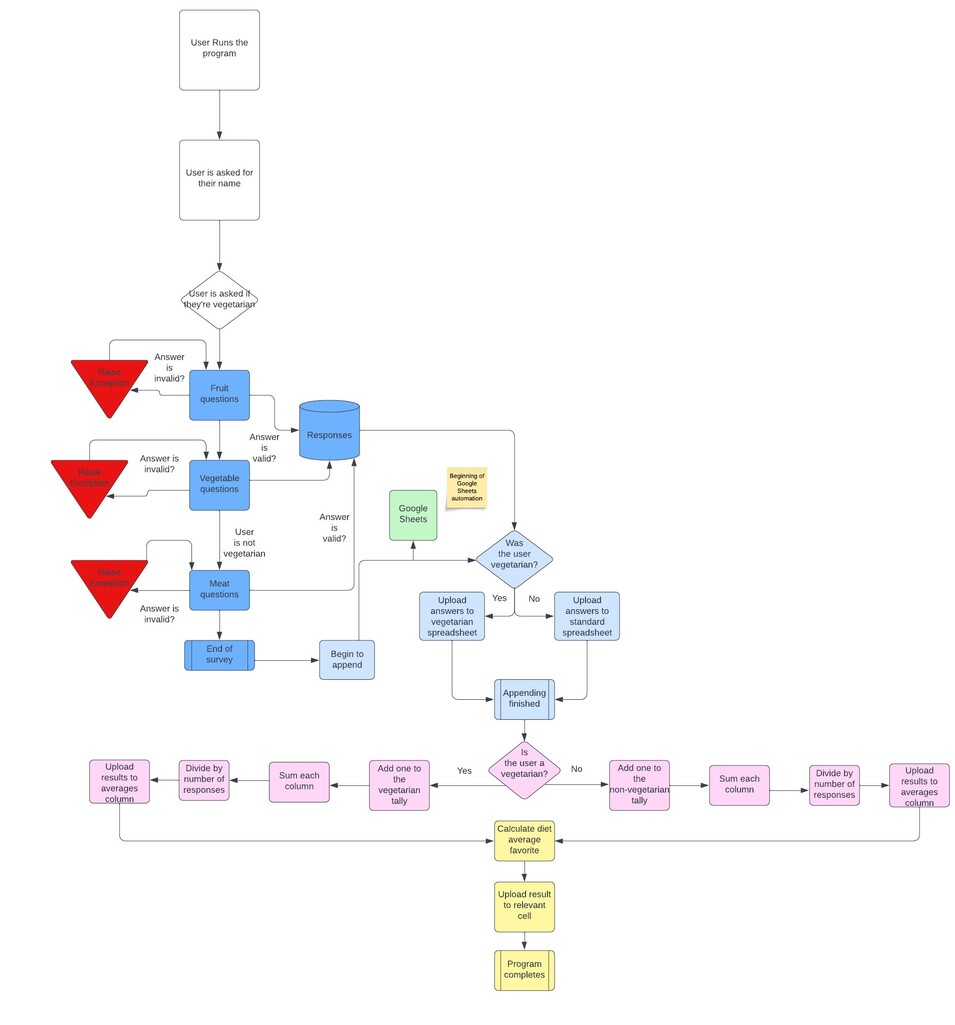 User Runs the
program
User is asked for
their name
User is asked if
they're vegetarian
Answer
is
invalid?
Raise
Exception
Fruit
questions
Responses
Answer
is
valid?
Answer is
invalid?
Raise
Exception
Vegetable
questions
Beginning of
Google
Sheets
automation
Google
Sheets
Answer
is
valid?
User
is not
vegetarian
Was
the user
vegetarian?
Raise
Exception
Meat
questions
Answer is
invalid?
Yes
No
Upload
answers to
vegetarian
spreadsheet
Upload
answers to
standard
spreadsheet
End of
survey
Begin to
append
Appending
finished
Is
the user a
vegetarian?
Yes
No
Upload
results to
averages
column
Divide by
number of
responses
Sum each
column
Add one to
the
vegetarian
tally
Add one to
the
non-vegetarian
tally
Sum each
column
Divide by
number of
responses
Upload
results to
averages
column
Calculate diet
average
favorite
Upload result
to relevant
cell
Program
completes